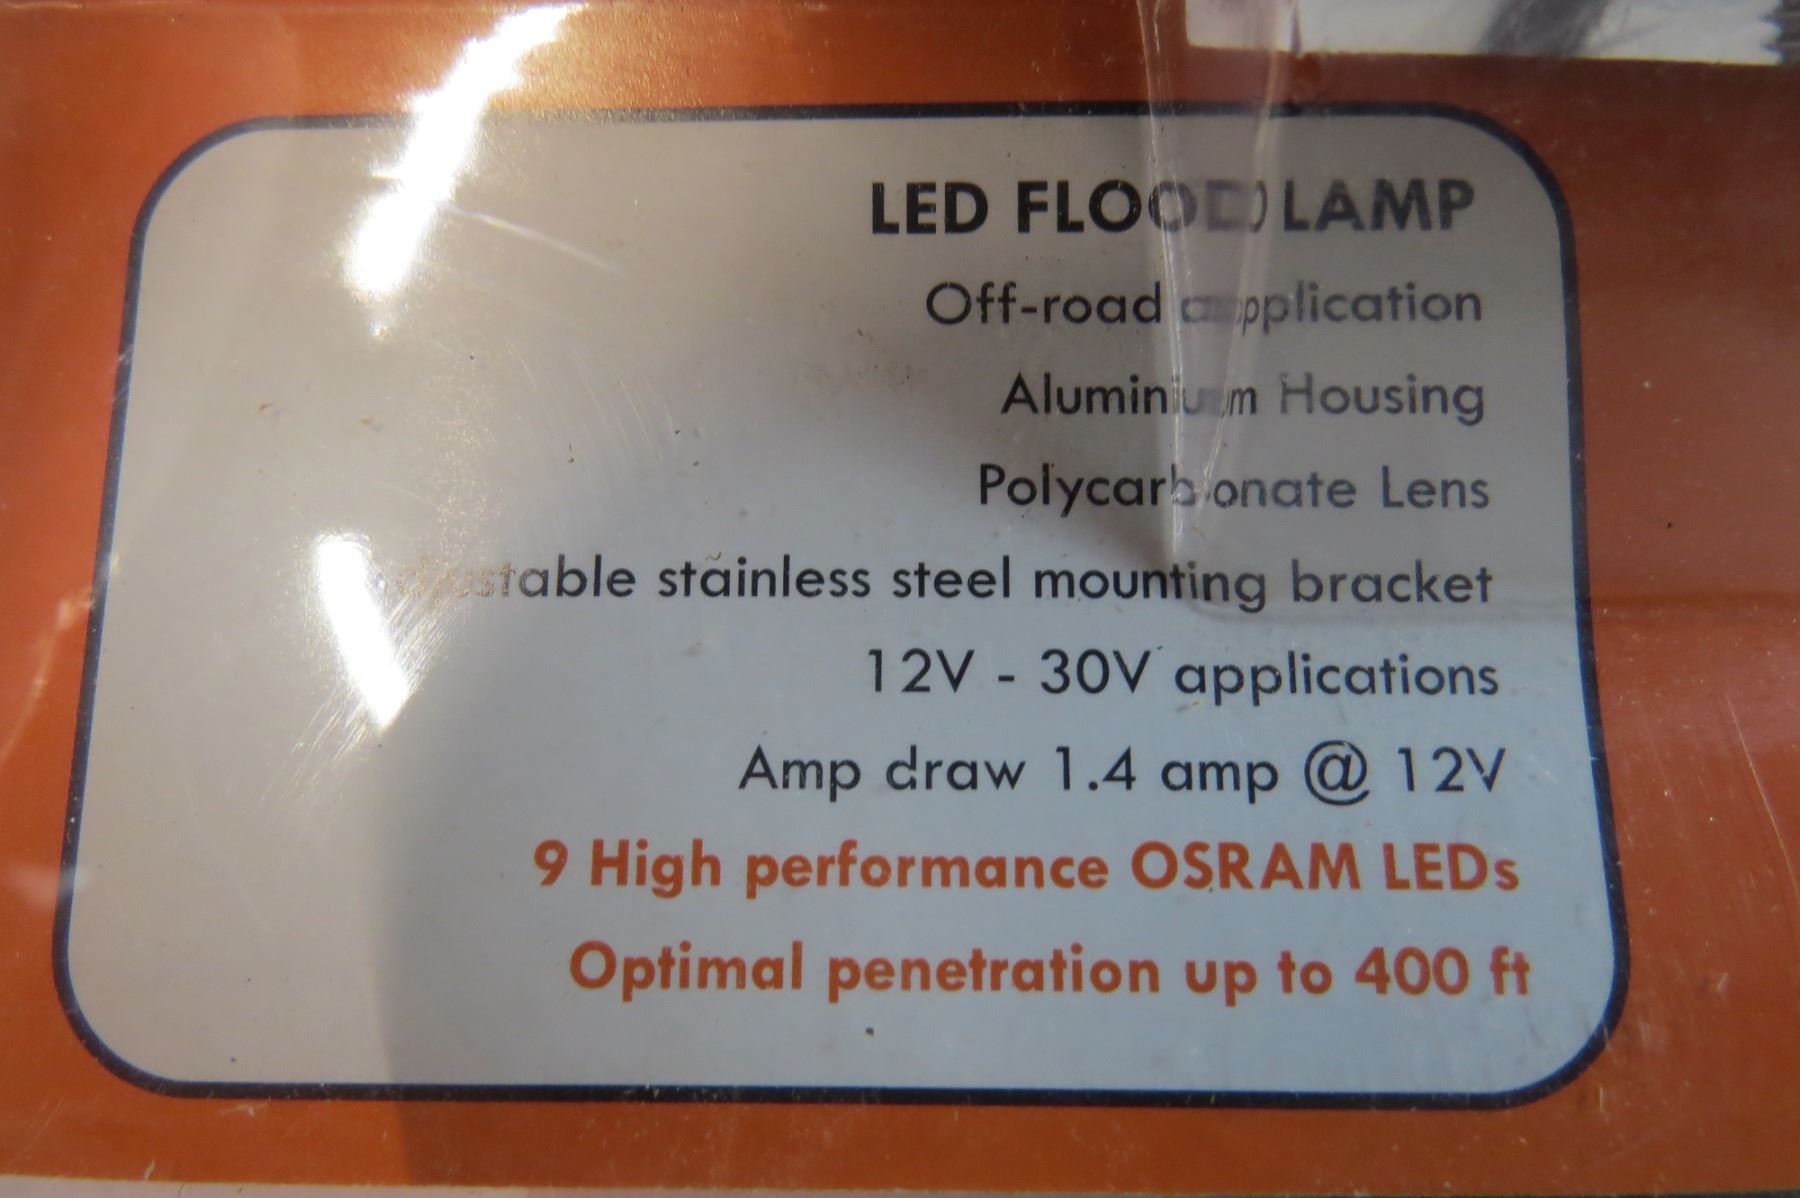 LED FLOOD LAMP
Off-road application
Aluminium Housing
Polycarbonate Lens
Adjustable stainless steel mounting bracket
12V - 30V applications
Amp draw 1.4 amp @ 12V
9 High performance OSRAM LEDs
Optimal penetration up to 400 ft